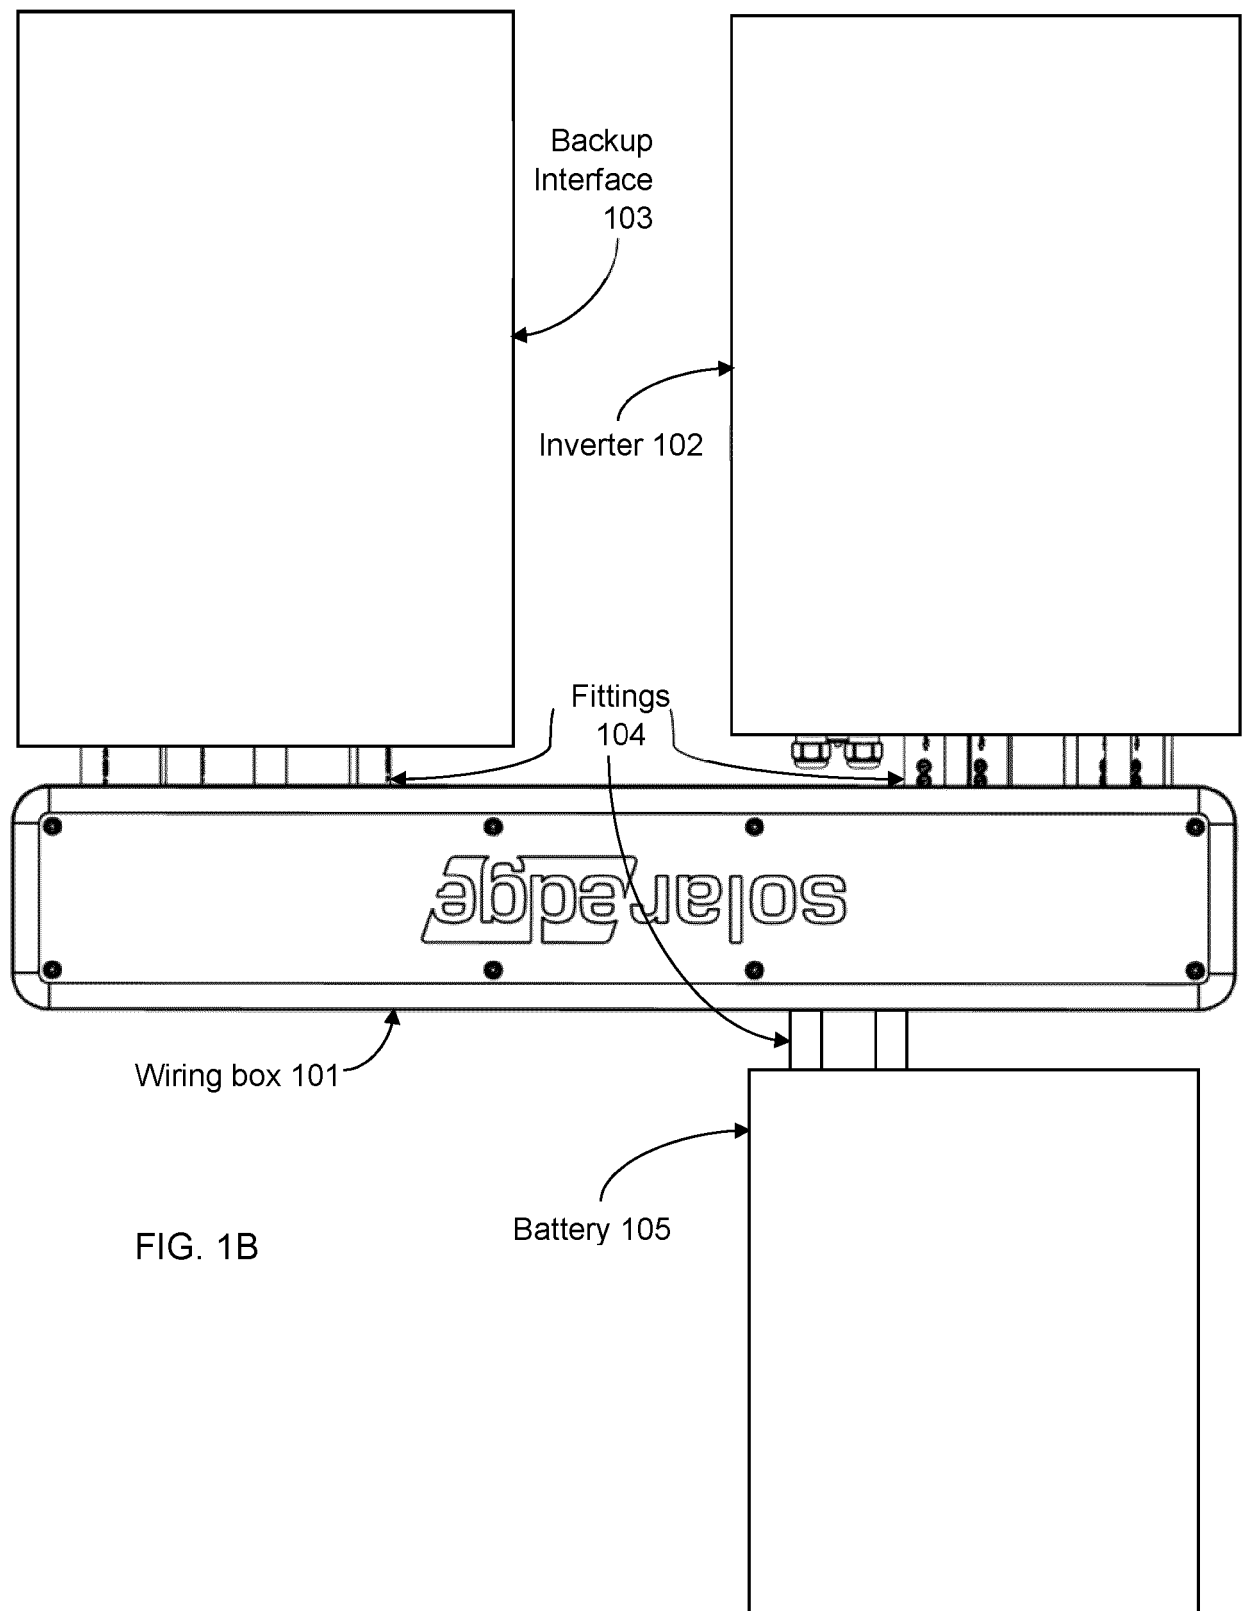 Backup
Interface
103
Inverter 102
Fittings
104
solaredge
Wiring box 101
Battery 105
FIG. 1B